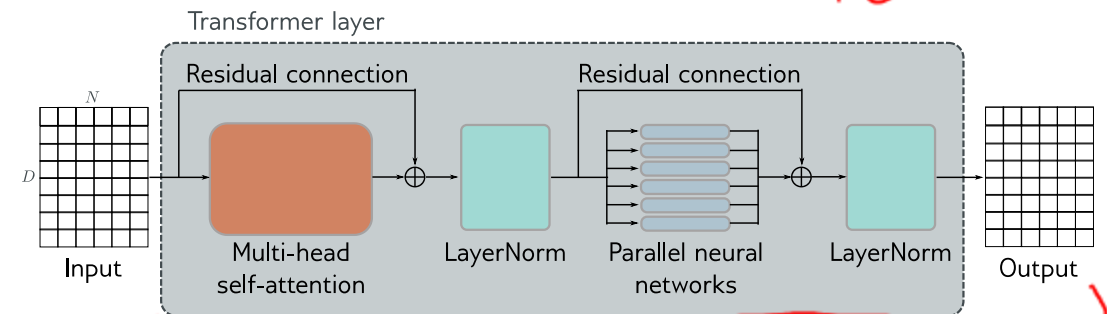 Transformer layer
Residual connection
Residual connection
N
D
Input
Multi-head
self-attention
LayerNorm
Parallel neural
networks
LayerNorm
Output